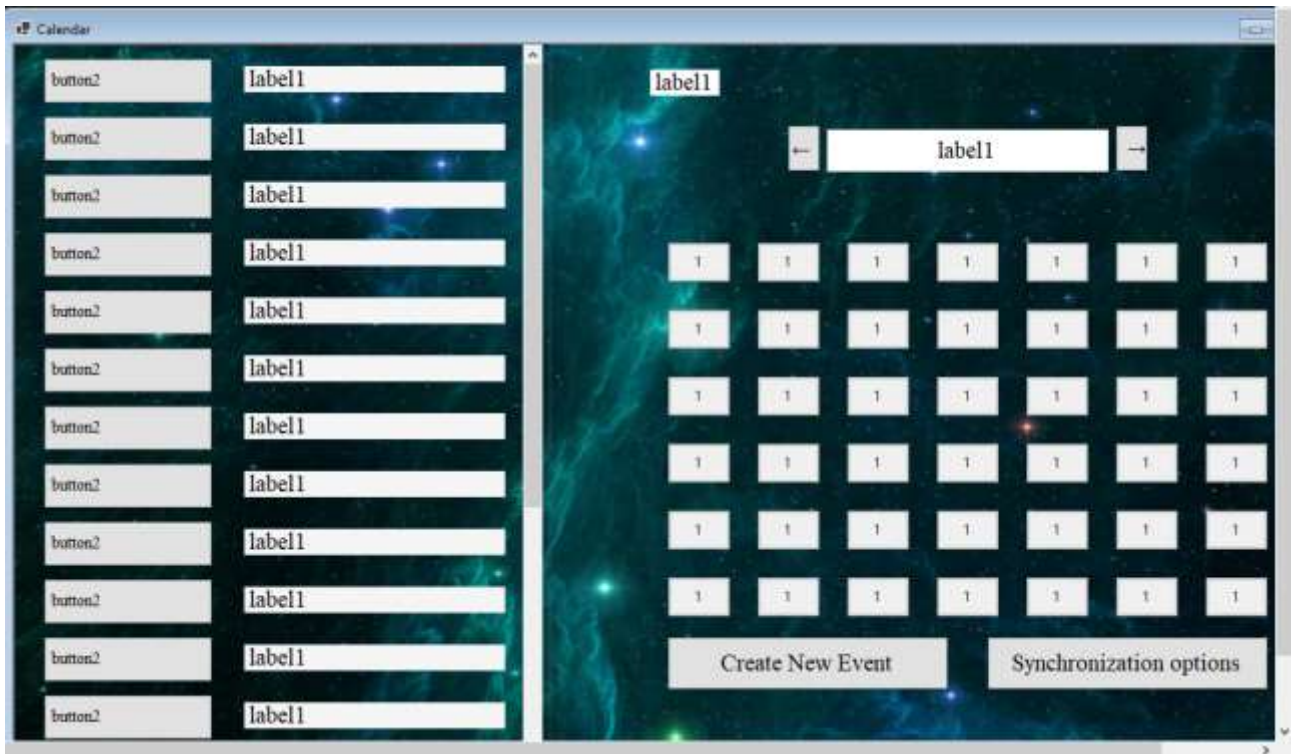 Calendar
button2 label1
button2 label1
button2 label1
button2 label1
button2 label1
button2 label1
button2 label1
button2 label1
button2 label1
button2 label1
button2 label1
button2 label1
label1
← label1 →
1 1 1 1 1 1 1
1 1 1 1 1 1 1
1 1 1 1 1 1 1
1 1 1 1 1 1 1
1 1 1 1 1 1 1
1 1 1 1 1 1 1
Create New Event Synchronization options